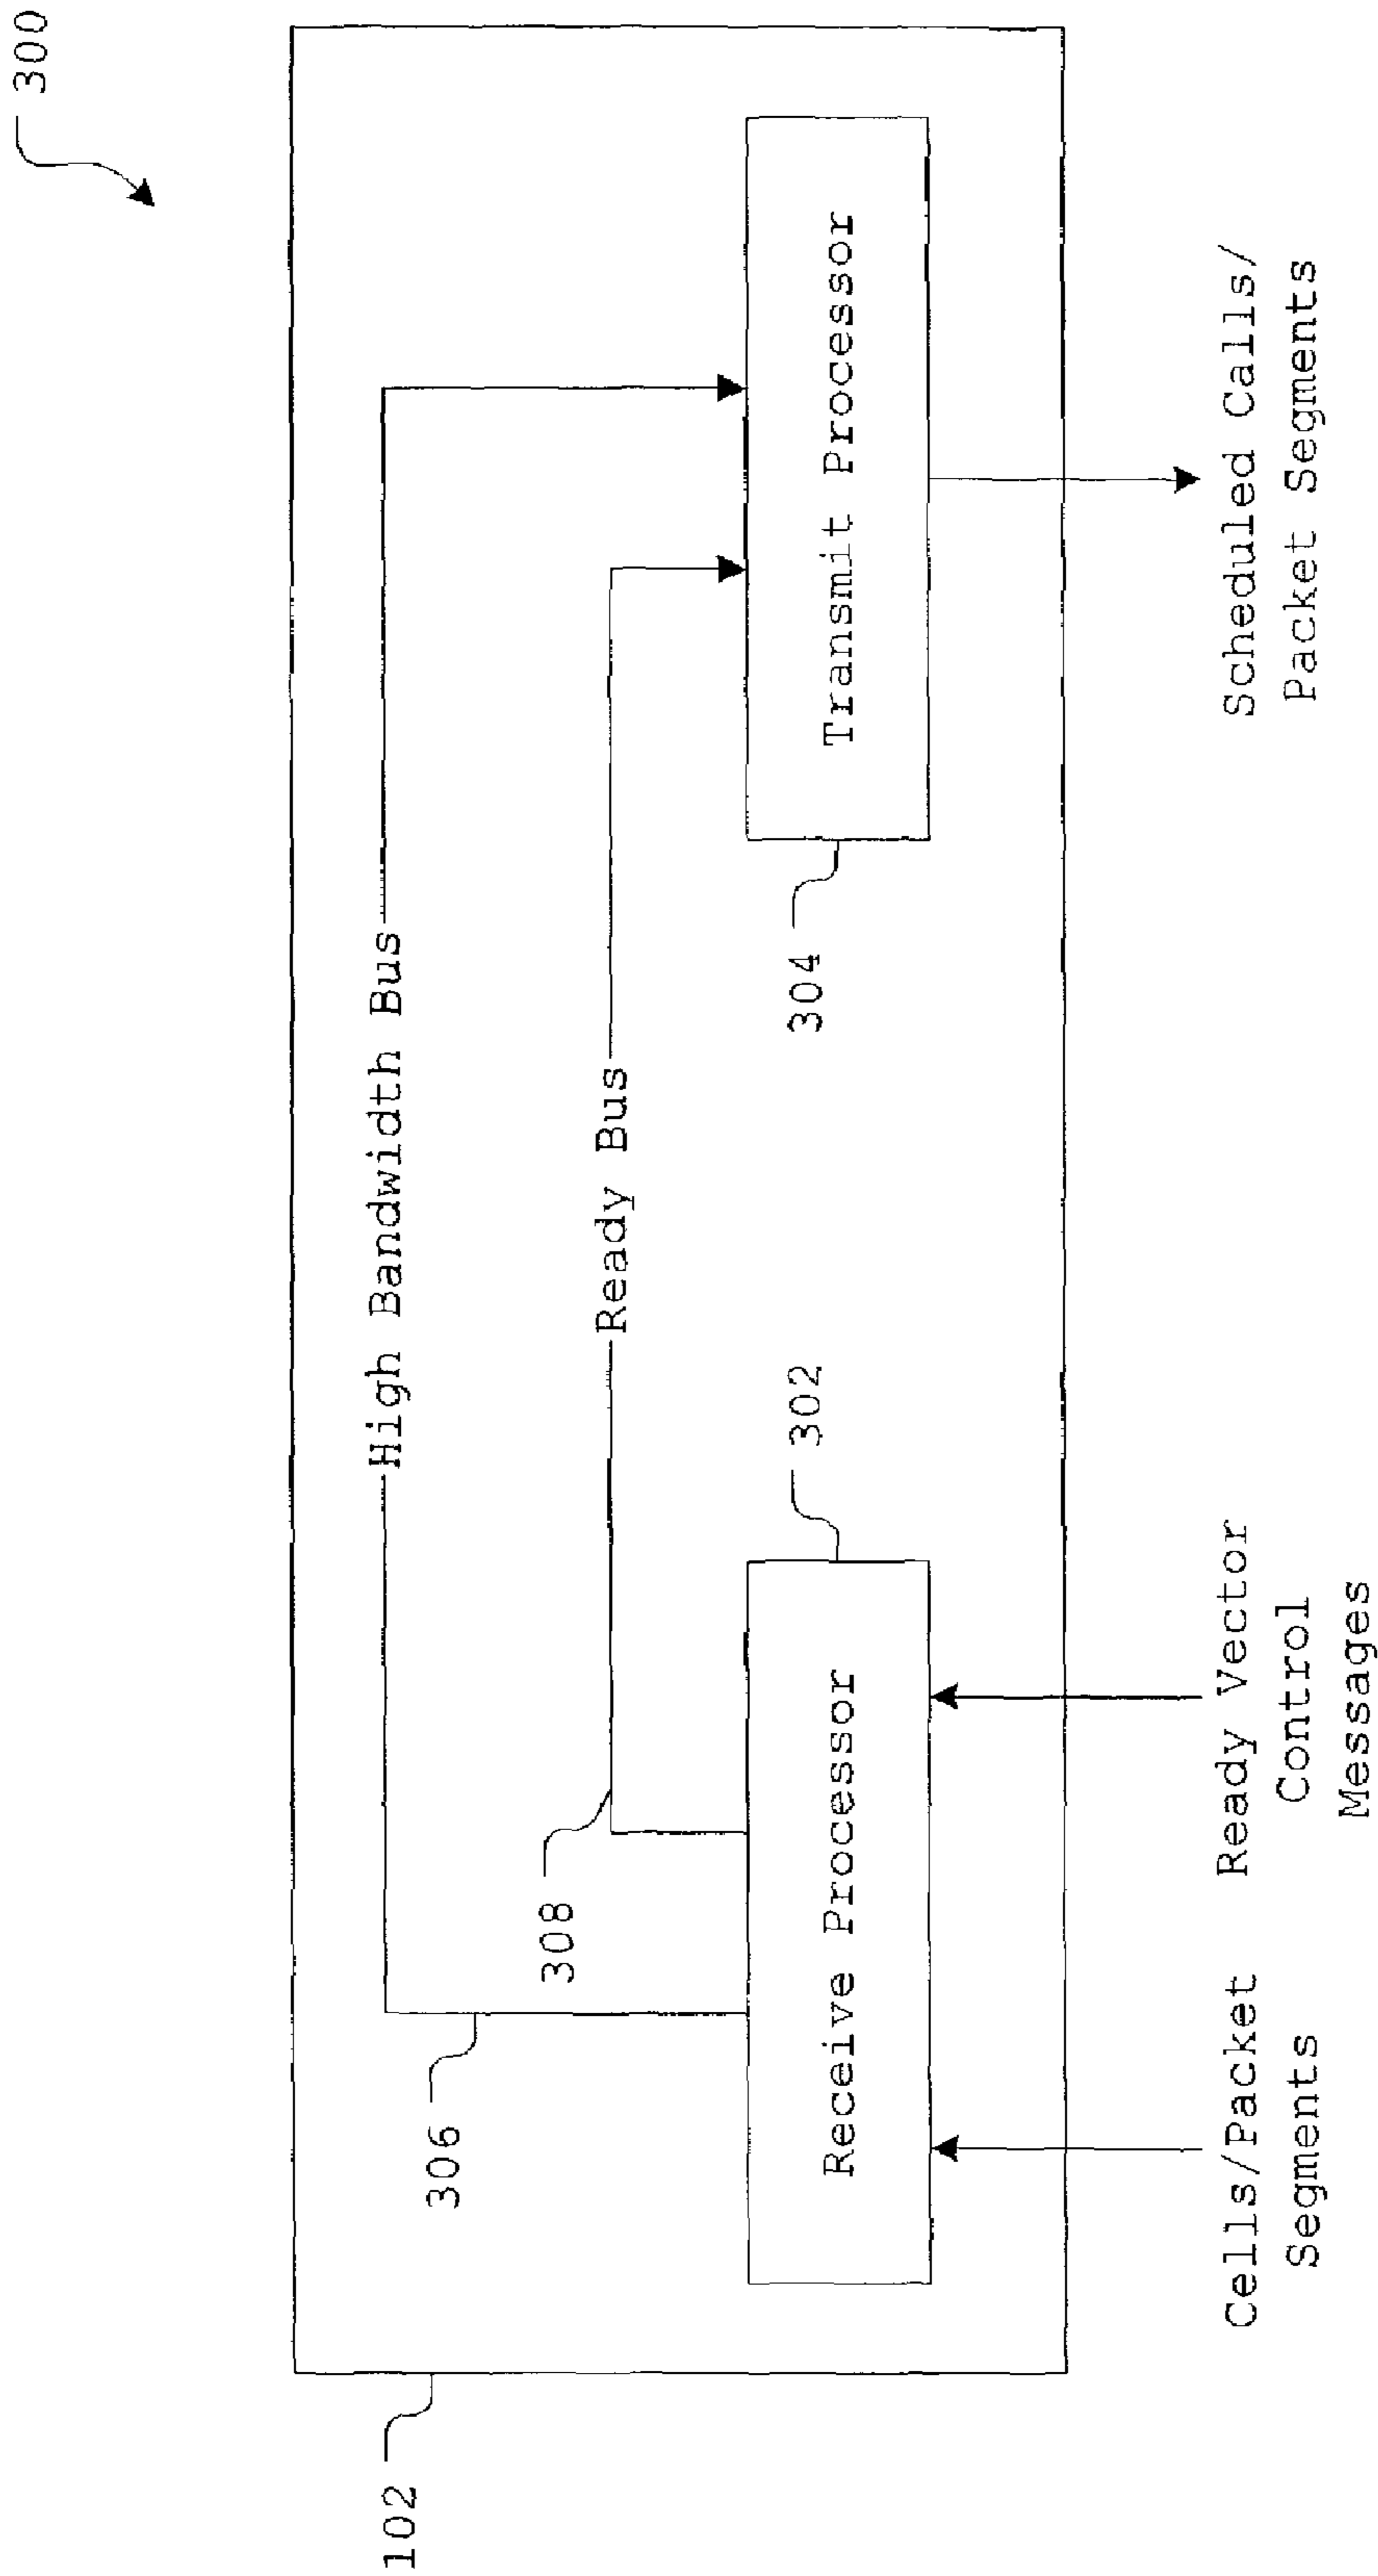 300
High Bandwidth Bus
Ready Bus
306
308
302
304
102
Receive Processor
Transmit Processor
Cells/Packet
Segments
Ready Vector
Control
Messages
Scheduled Calls/
Packet Segments